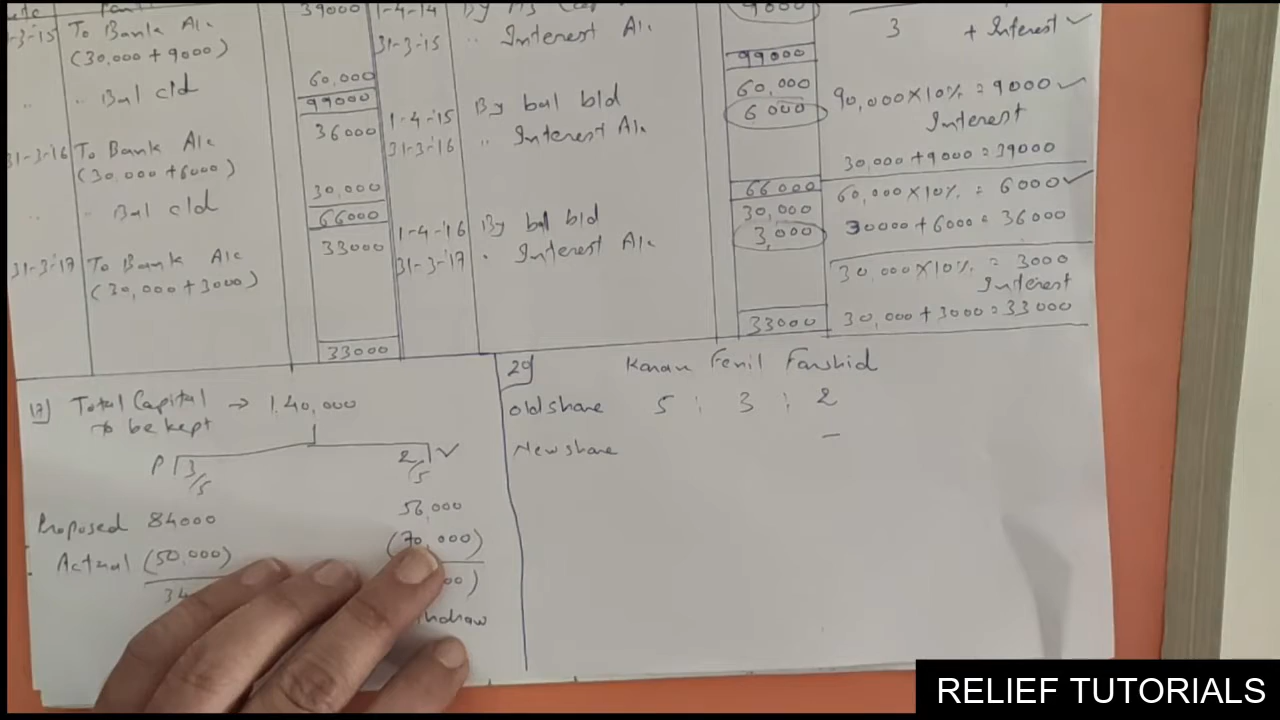 39000 1-4-14 9000
-3-15 To Bank A/c 31-3-15 " Interest A/c 3 + Interest ✓
(30,000 + 9000) 99000
" " Bal c/d 60,000 60,000 90,000 X 10% = 9000 ✓
99000 1-4-15 By bal b/d 6000 Interest
31-3-16 To Bank A/c 36000 31-3-16 " Interest A/c
(30,000 + 6000) 30,000 + 9000 = 39000
" " Bal c/d 30,000 66000 60,000 X 10% = 6000 ✓
66000 1-4-16 By bal b/d 30,000 30000 + 6000 = 36000
31-3-17 To Bank A/c 33000 31-3-17 " Interest A/c 3,000
(30,000 + 3000) 30,000 X 10% = 3000
Interest
33000 33000 30,000 + 3000 = 33000
Total Capital → 1,40,000
to be kept
P 3/5 2/5 ✓
Proposed 84000 56,000
Actual (50,000) (70,000)
20) Karan Fenil Farshid
old share 5 : 3 : 2
New share –
RELIEF TUTORIALS